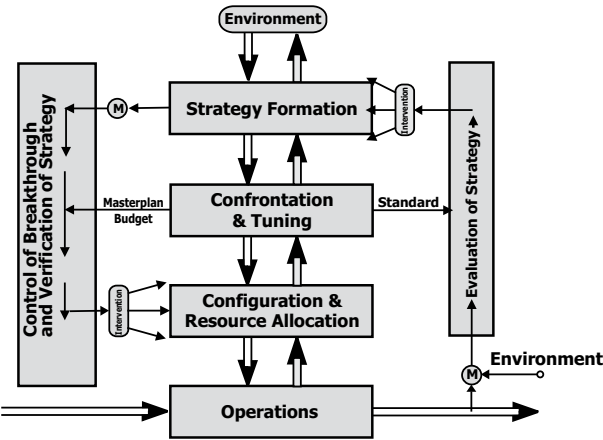 Environment
Strategy Formation
M
Intervention
Control of Breakthrough
and Verification of Strategy
Masterplan
Budget
Confrontation
& Tuning
Standard
Evaluation of Strategy
Intervention
Configuration &
Resource Allocation
Environment
M
Operations